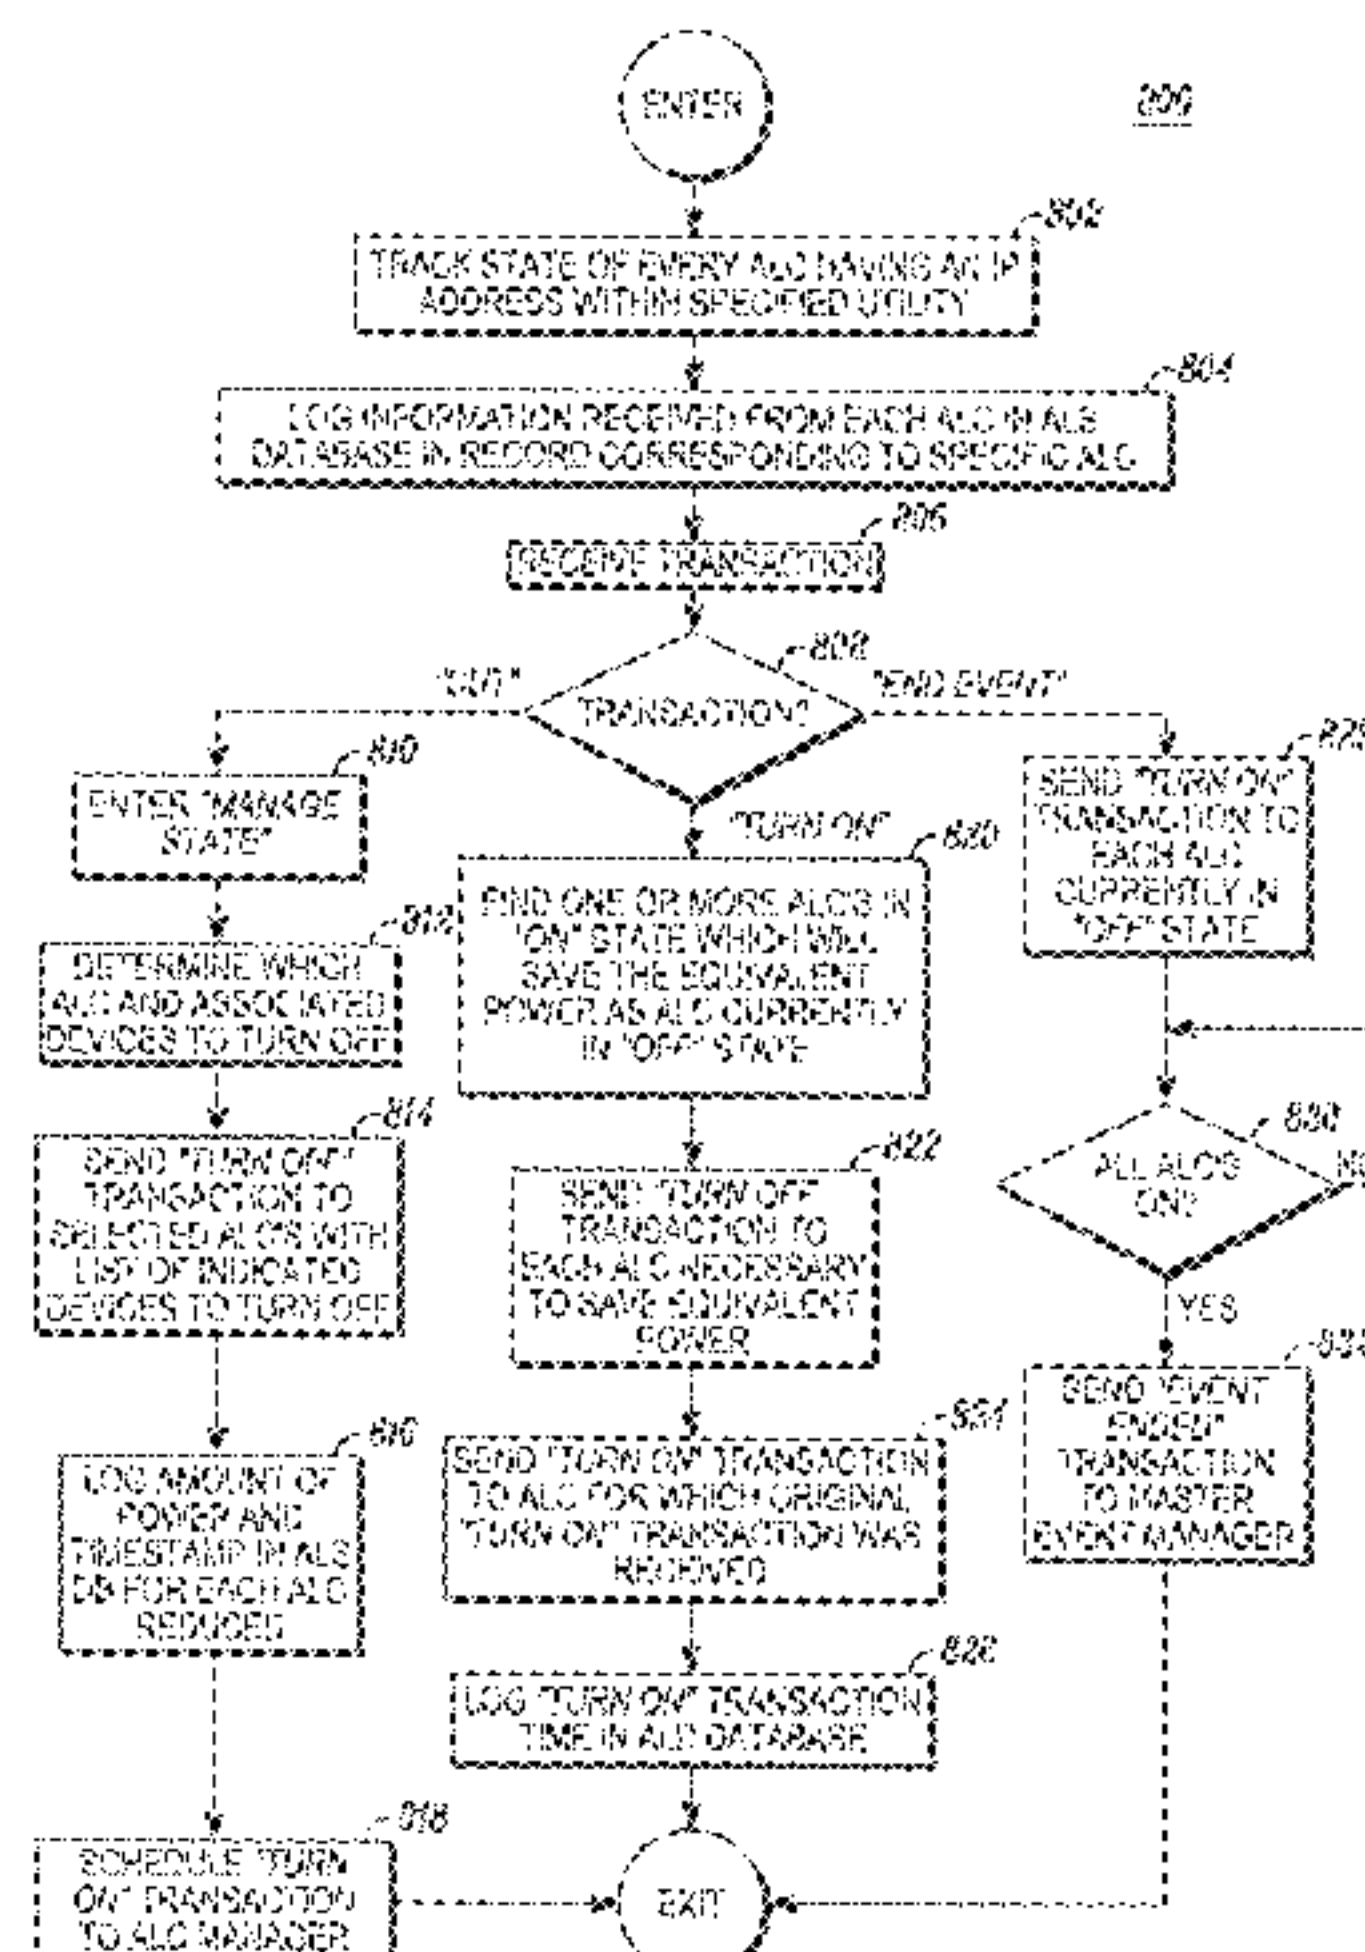 ENTER
800
802
TRACK STATE OF EVERY ALC HAVING AN IP
ADDRESS WITHIN SPECIFIED UTILITY
804
LOG INFORMATION RECEIVED FROM EACH ALC IN ALS
DATABASE IN RECORD CORRESPONDING TO SPECIFIC ALC
806
RECEIVE TRANSACTION
808
TRANSACTION?
"CUT"
"END EVENT"
"TURN ON"
810
ENTER "MANAGE
STATE"
812
DETERMINE WHICH
ALC AND ASSOCIATED
DEVICES TO TURN OFF
814
SEND "TURN OFF"
TRANSACTION TO
SELECTED ALC'S WITH
LIST OF INDICATED
DEVICES TO TURN OFF
816
LOG AMOUNT OF
POWER AND
TIMESTAMP IN ALS
DB FOR EACH ALC
REDUCED
818
SCHEDULE "TURN
ON" TRANSACTION
TO ALC MANAGER
820
FIND ONE OR MORE ALC'S IN
"ON" STATE WHICH WILL
SAVE THE EQUIVALENT
POWER AS ALC CURRENTLY
IN "OFF" STATE
822
SEND "TURN OFF
TRANSACTION TO
EACH ALC NECESSARY
TO SAVE EQUIVALENT
POWER
824
SEND "TURN ON" TRANSACTION
TO ALC FOR WHICH ORIGINAL
"TURN ON" TRANSACTION WAS
RECIEVED
826
LOG "TURN ON" TRANSACTION
TIME IN ALC DATABASE
EXIT
SEND "TURN ON"
TRANSACTION TO
EACH ALC
CURRENTLY IN
"OFF" STATE
830
ALL ALC'S
ON?
YES
SEND "EVENT
ENDED"
TRANSACTION
TO MASTER
EVENT MANAGER